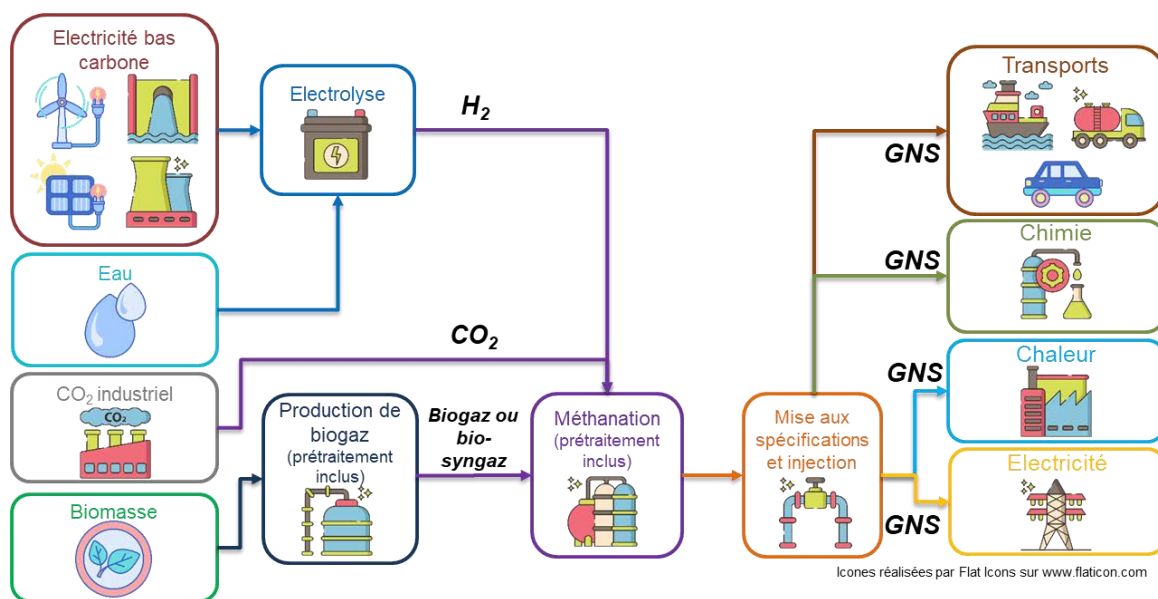 Electricité bas
carbone
Electrolyse
H2
Eau
CO2 industriel
CO2
CO2
Biomasse
Production de
biogaz
(prétraitement
inclus)
Biogaz ou
bio-
syngaz
Méthanation
(prétraitement
inclus)
Mise aux
spécifications
et injection
GNS
Transports
GNS
Chimie
GNS
Chaleur
GNS
Electricité
Icones réalisées par Flat Icons sur www.flaticon.com